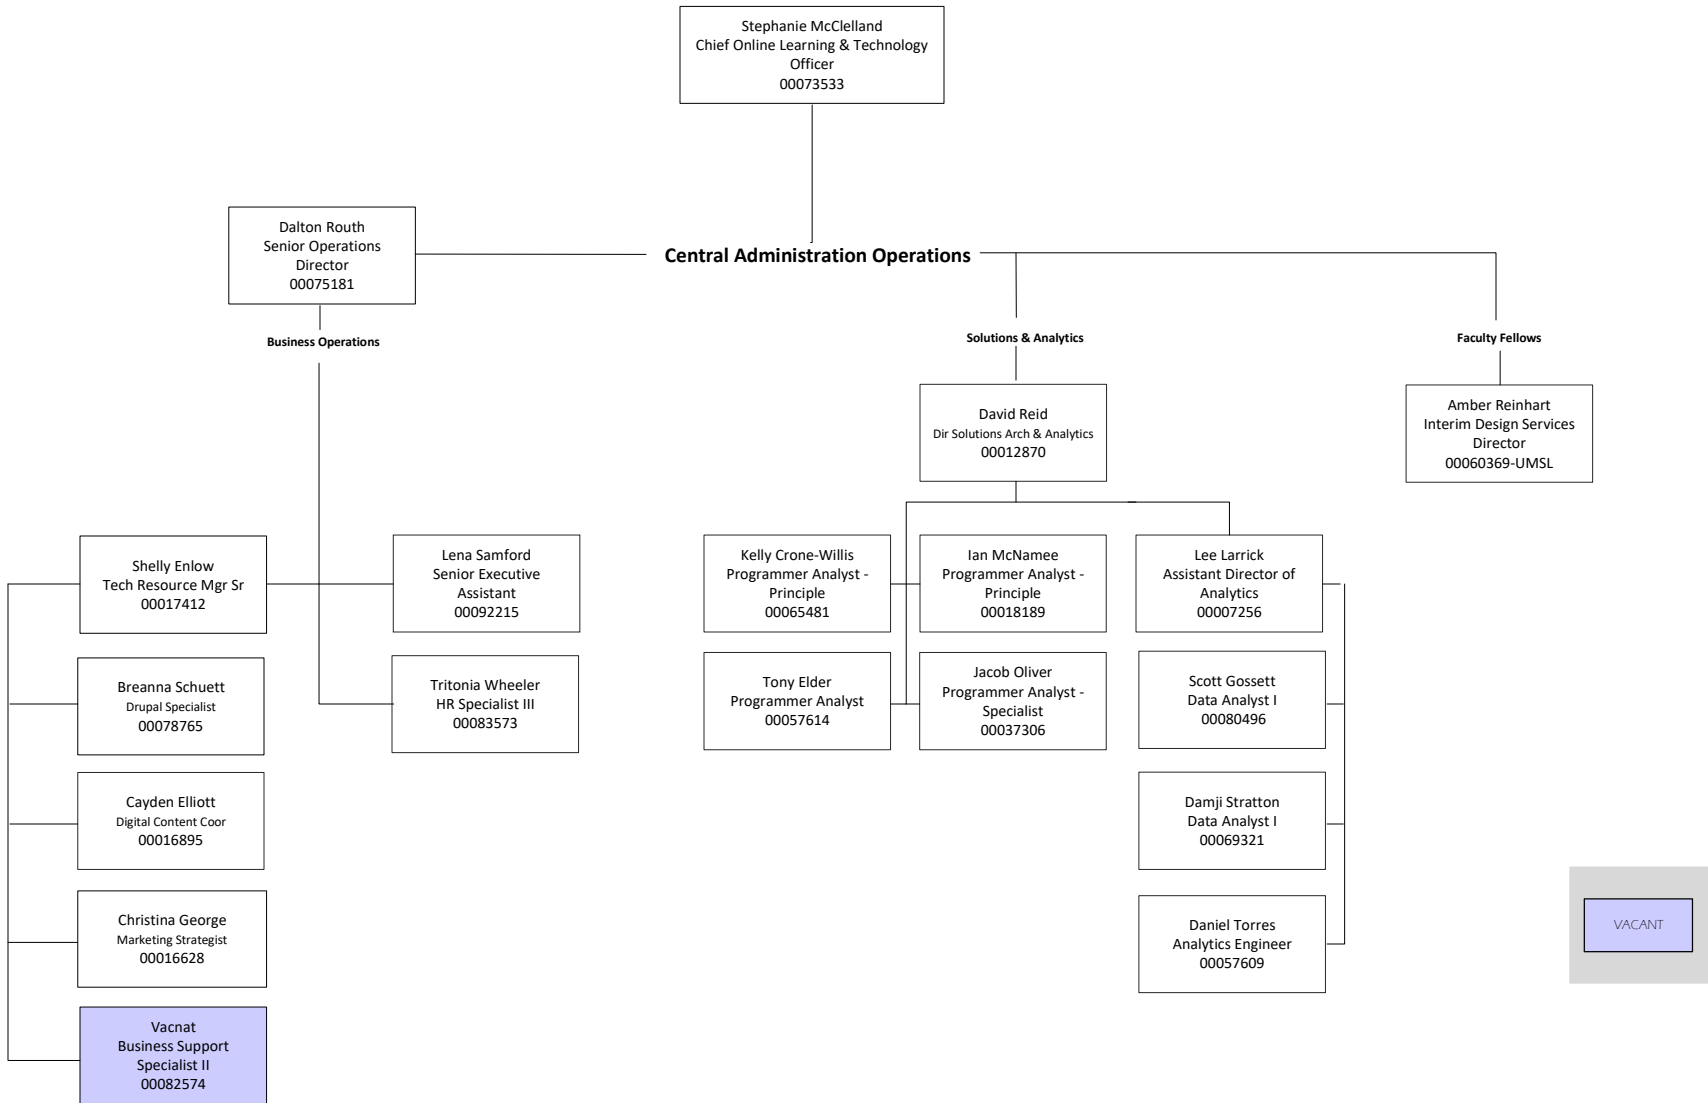 Stephanie McClelland
Chief Online Learning & Technology
Officer
00073533
Dalton Routh
Senior Operations
Director
00075181
Central Administration Operations
Business Operations
Solutions & Analytics
Faculty Fellows
David Reid
Dir Solutions Arch & Analytics
00012870
Amber Reinhart
Interim Design Services
Director
00060369-UMSL
Shelly Enlow
Tech Resource Mgr Sr
00017412
Lena Samford
Senior Executive
Assistant
00092215
Kelly Crone-Willis
Programmer Analyst -
Principle
00065481
Ian McNamee
Programmer Analyst -
Principle
00018189
Lee Larrick
Assistant Director of
Analytics
00007256
Breanna Schuett
Drupal Specialist
00078765
Tritonia Wheeler
HR Specialist III
00083573
Tony Elder
Programmer Analyst
00057614
Jacob Oliver
Programmer Analyst -
Specialist
00037306
Scott Gossett
Data Analyst I
00080496
Cayden Elliott
Digital Content Coor
00016895
Damji Stratton
Data Analyst I
00069321
Christina George
Marketing Strategist
00016628
Daniel Torres
Analytics Engineer
00057609
VACANT
Vacnat
Business Support
Specialist II
00082574